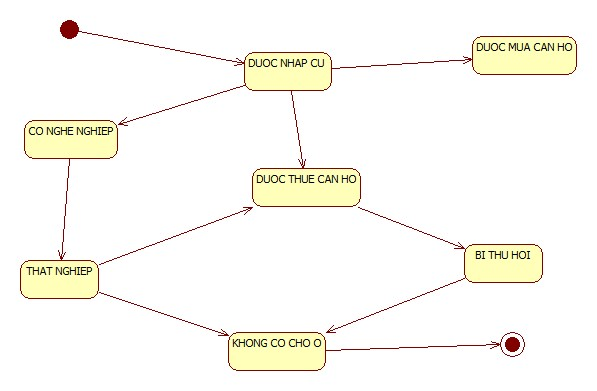 DUOC MUA CAN HO
DUOC NHAP CU
CO NGHE NGHIEP
DUOC THUE CAN HO
BI THU HOI
THAT NGHIEP
KHONG CO CHO O